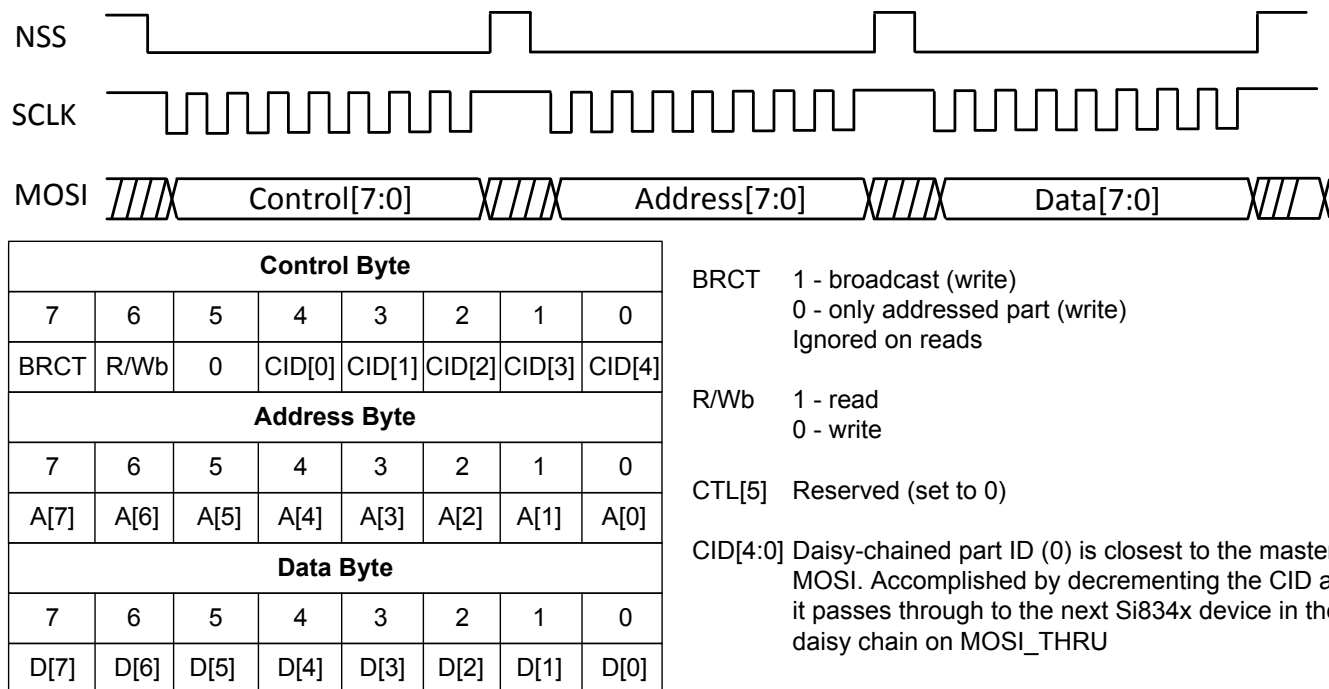 NSS
SCLK
MOSI Control[7:0] Address[7:0] Data[7:0]
Control Byte
7 6 5 4 3 2 1 0
BRCT R/Wb 0 CID[0] CID[1] CID[2] CID[3] CID[4]
Address Byte
7 6 5 4 3 2 1 0
A[7] A[6] A[5] A[4] A[3] A[2] A[1] A[0]
Data Byte
7 6 5 4 3 2 1 0
D[7] D[6] D[5] D[4] D[3] D[2] D[1] D[0]
BRCT 1 - broadcast (write)
0 - only addressed part (write)
Ignored on reads
R/Wb 1 - read
0 - write
CTL[5] Reserved (set to 0)
CID[4:0] Daisy-chained part ID (0) is closest to the master
MOSI. Accomplished by decrementing the CID
it passes through to the next Si834x device in the
daisy chain on MOSI_THRU